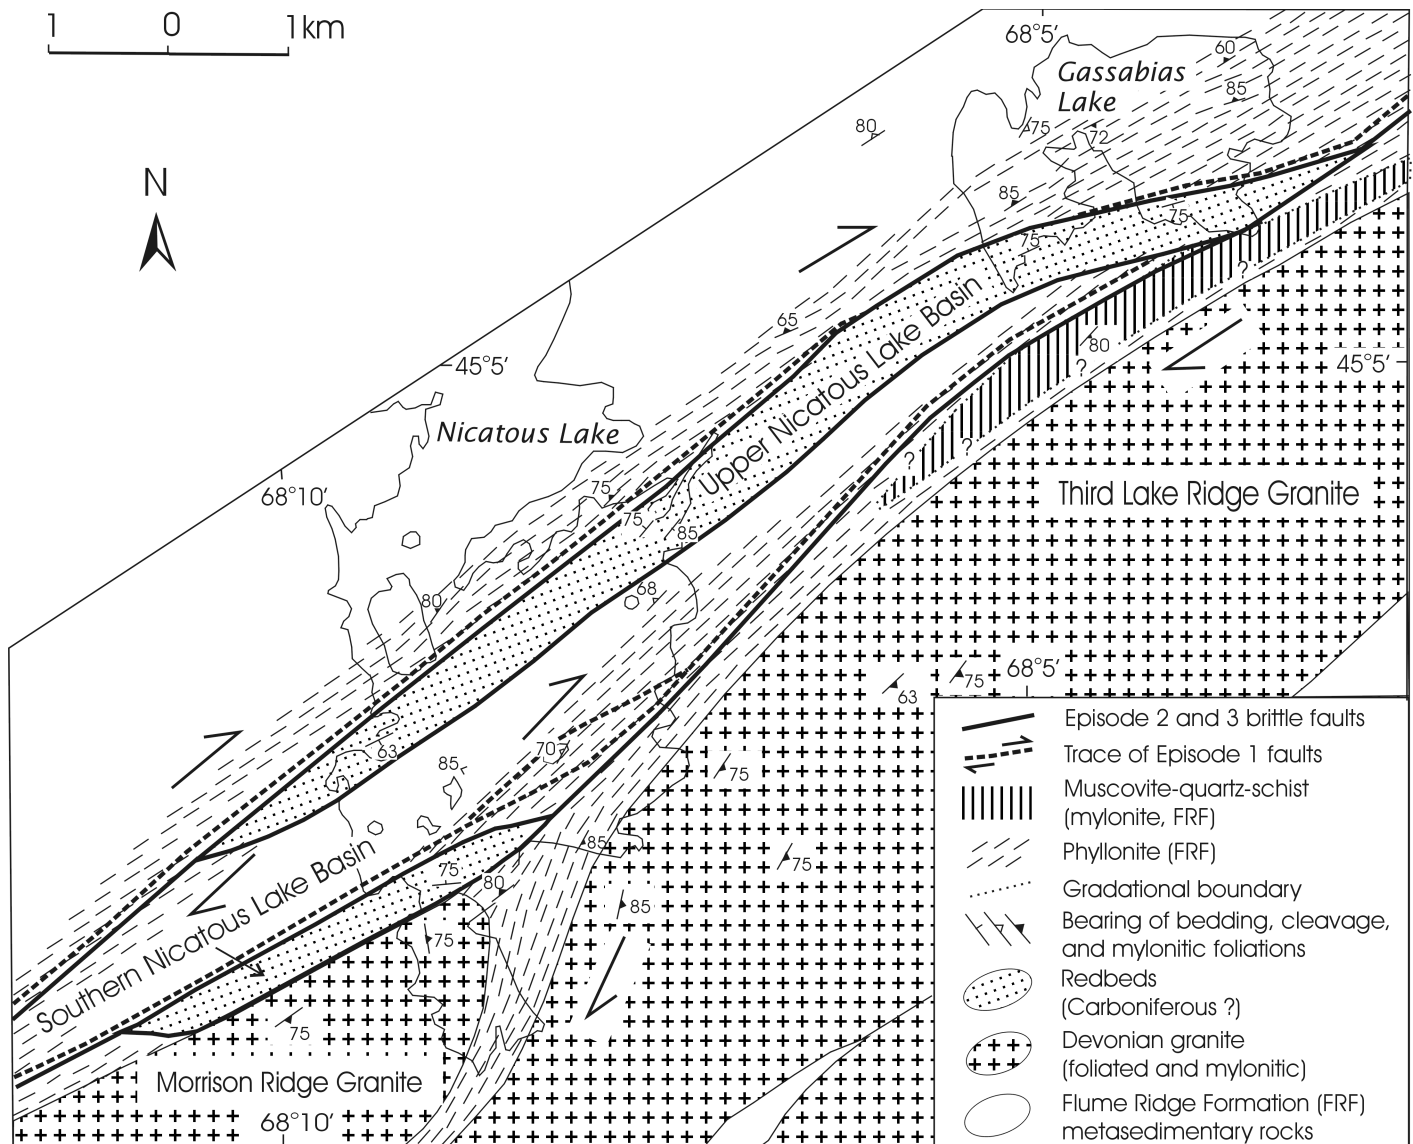 1 0 1 km
68°5′
60
Gassabias
Lake
85
80
75
72
N
85
75
75
?
65
80
?
45°5′
45°5′
Nicatous Lake
Upper Nicatous Lake Basin
?
?
68°10′
75
Third Lake Ridge Granite
75
85
68
80
68°5′
75
63
63
70
85
75
85
75
75
80
85
75
Southern Nicatous Lake Basin
75
Morrison Ridge Granite
68°10′
Episode 2 and 3 brittle faults
Trace of Episode 1 faults
Muscovite-quartz-schist
(mylonite, FRF)
Phyllonite (FRF)
Gradational boundary
Bearing of bedding, cleavage,
and mylonitic foliations
Redbeds
(Carboniferous ?)
Devonian granite
(foliated and mylonitic)
Flume Ridge Formation (FRF)
metasedimentary rocks